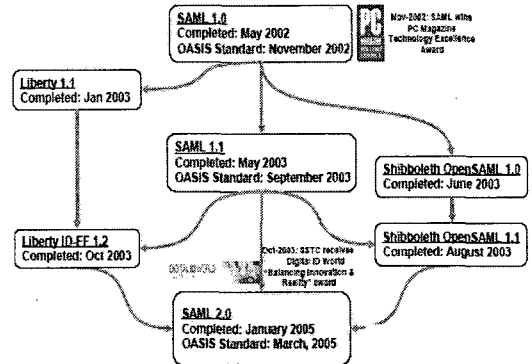 SAML 1.0
Completed: May 2002
OASIS Standard: November 2002
Nov-2002: SAML wins
PC Magazine
Technology Excellence
Award
Liberty 1.1
Completed: Jan 2003
SAML 1.1
Completed: May 2003
OASIS Standard: September 2003
Shibboleth OpenSAML 1.0
Completed: June 2003
Liberty ID-FF 1.2
Completed: Oct 2003
Oct-2003: SSTC receives
Digital ID World
"Balancing Innovation &
Reality" award
Shibboleth OpenSAML 1.1
Completed: August 2003
SAML 2.0
Completed: January 2005
OASIS Standard: March, 2005